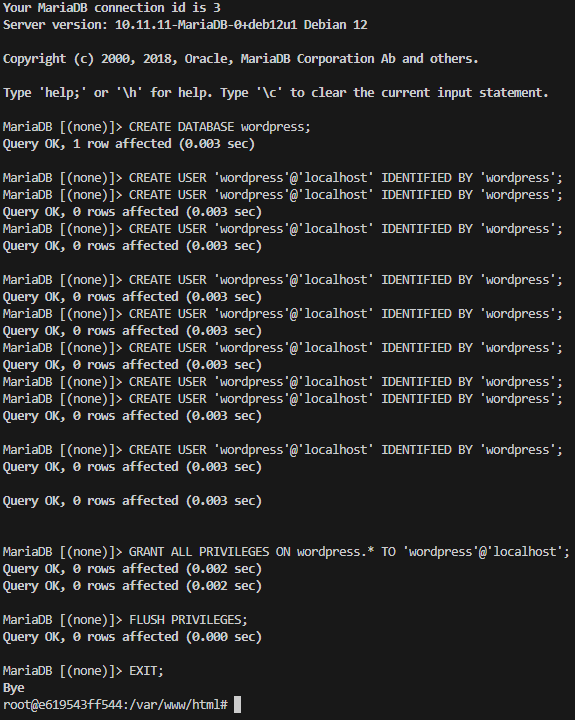 Your MariaDB connection id is 3
Server version: 10.11.11-MariaDB-0+deb12u1 Debian 12
Copyright (c) 2000, 2018, Oracle, MariaDB Corporation Ab and others.
Type 'help;' or '\h' for help. Type '\c' to clear the current input statement.
MariaDB [(none)]> CREATE DATABASE wordpress;
Query OK, 1 row affected (0.003 sec)
MariaDB [(none)]> CREATE USER 'wordpress'@'localhost' IDENTIFIED BY 'wordpress';
MariaDB [(none)]> CREATE USER 'wordpress'@'localhost' IDENTIFIED BY 'wordpress';
Query OK, 0 rows affected (0.003 sec)
MariaDB [(none)]> CREATE USER 'wordpress'@'localhost' IDENTIFIED BY 'wordpress';
Query OK, 0 rows affected (0.003 sec)
MariaDB [(none)]> CREATE USER 'wordpress'@'localhost' IDENTIFIED BY 'wordpress';
Query OK, 0 rows affected (0.003 sec)
MariaDB [(none)]> CREATE USER 'wordpress'@'localhost' IDENTIFIED BY 'wordpress';
Query OK, 0 rows affected (0.003 sec)
MariaDB [(none)]> CREATE USER 'wordpress'@'localhost' IDENTIFIED BY 'wordpress';
Query OK, 0 rows affected (0.003 sec)
MariaDB [(none)]> CREATE USER 'wordpress'@'localhost' IDENTIFIED BY 'wordpress';
MariaDB [(none)]> CREATE USER 'wordpress'@'localhost' IDENTIFIED BY 'wordpress';
Query OK, 0 rows affected (0.003 sec)
MariaDB [(none)]> CREATE USER 'wordpress'@'localhost' IDENTIFIED BY 'wordpress';
Query OK, 0 rows affected (0.003 sec)
Query OK, 0 rows affected (0.003 sec)
MariaDB [(none)]> GRANT ALL PRIVILEGES ON wordpress.* TO 'wordpress'@'localhost';
Query OK, 0 rows affected (0.002 sec)
Query OK, 0 rows affected (0.002 sec)
MariaDB [(none)]> FLUSH PRIVILEGES;
Query OK, 0 rows affected (0.000 sec)
MariaDB [(none)]> EXIT;
Bye
root@e619543ff544:/var/www/html#